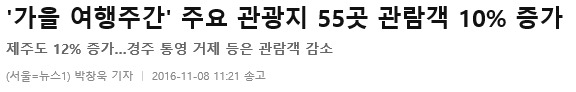 '가을 여행주간' 주요 관광지 55곳 관람객 10% 증가
제주도 12% 증가...경주 통영 거제 등은 관람객 감소
(서울=뉴스1) 박창욱 기자 | 2016-11-08 11:21 송고